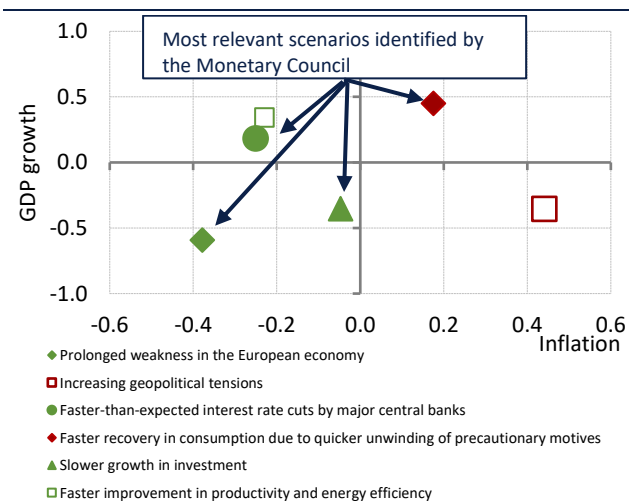 Most relevant scenarios identified by
the Monetary Council
GDP growth
1.0
0.5
0.0
-0.5
-1.0
-0.6
-0.4
-0.2
0.0
0.2
0.4
0.6
Inflation
Prolonged weakness in the European economy
Increasing geopolitical tensions
Faster-than-expected interest rate cuts by major central banks
Faster recovery in consumption due to quicker unwinding of precautionary motives
Slower growth in investment
Faster improvement in productivity and energy efficiency